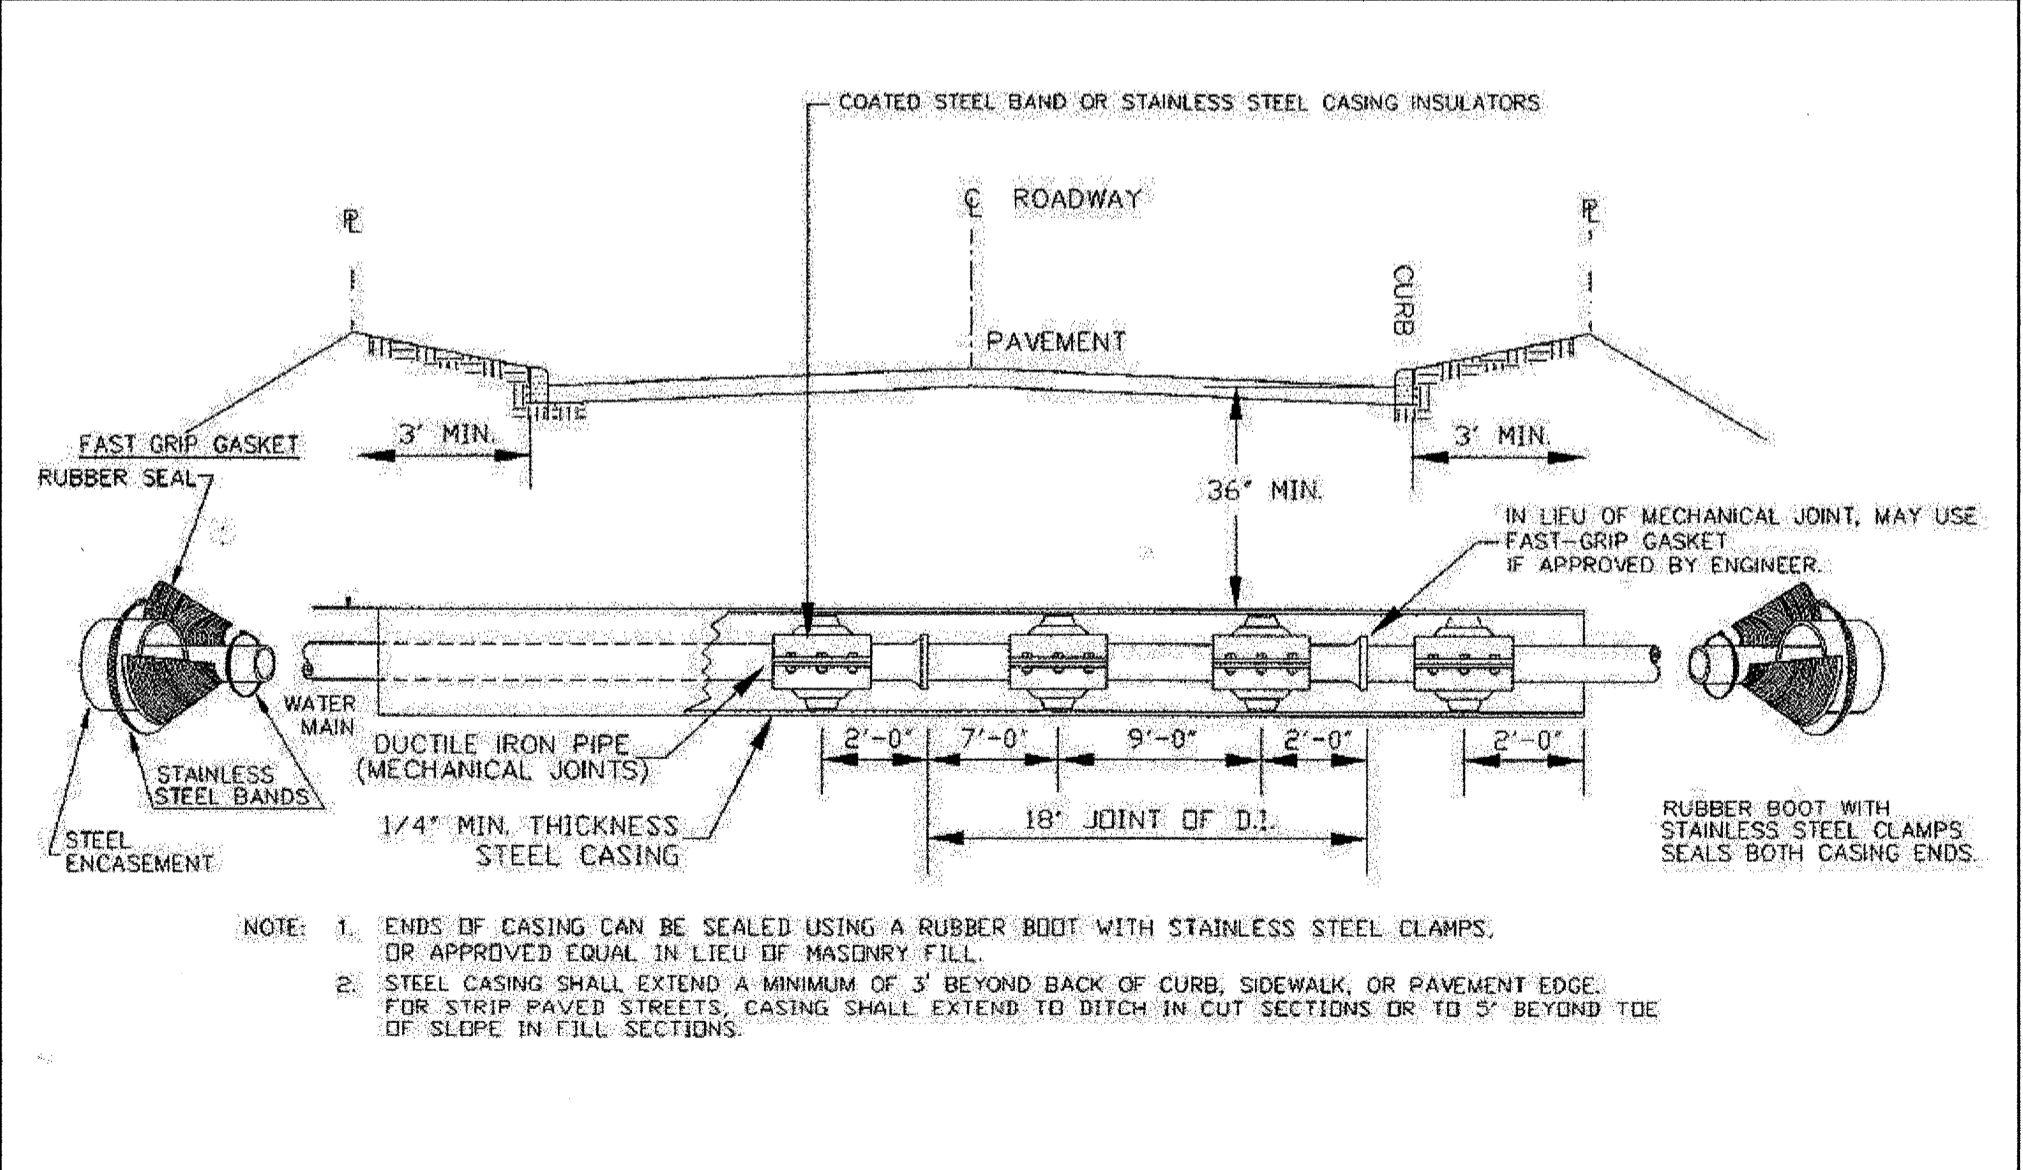 COATED STEEL BAND OR STAINLESS STEEL CASING INSULATORS
℄ ROADWAY
PL
PL
CURB
PAVEMENT
3' MIN.
3' MIN.
FAST GRIP GASKET
RUBBER SEAL
36" MIN.
IN LIEU OF MECHANICAL JOINT, MAY USE
FAST-GRIP GASKET
IF APPROVED BY ENGINEER.
WATER
MAIN
DUCTILE IRON PIPE
(MECHANICAL JOINTS)
2'-0"
7'-0"
9'-0"
2'-0"
2'-0"
STAINLESS
STEEL BANDS
18' JOINT OF D.I.
1/4" MIN. THICKNESS
STEEL CASING
STEEL
ENCASEMENT
RUBBER BOOT WITH
STAINLESS STEEL CLAMPS
SEALS BOTH CASING ENDS.
NOTE: 1. ENDS OF CASING CAN BE SEALED USING A RUBBER BOOT WITH STAINLESS STEEL CLAMPS,
OR APPROVED EQUAL IN LIEU OF MASONRY FILL.
2. STEEL CASING SHALL EXTEND A MINIMUM OF 3' BEYOND BACK OF CURB, SIDEWALK, OR PAVEMENT EDGE.
FOR STRIP PAVED STREETS, CASING SHALL EXTEND TO DITCH IN CUT SECTIONS OR TO 5' BEYOND TOE
OF SLOPE IN FILL SECTIONS.